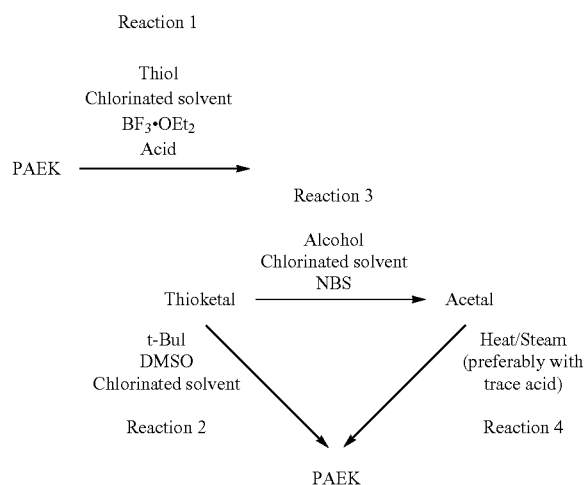 Reaction 1
Thiol
Chlorinated solvent
BF₃•OEt₂
Acid
PAEK
Reaction 3
Alcohol
Chlorinated solvent
NBS
Thioketal
Acetal
t-BuI
DMSO
Chlorinated solvent
Heat/Steam
(preferably with
trace acid)
Reaction 2
Reaction 4
PAEK